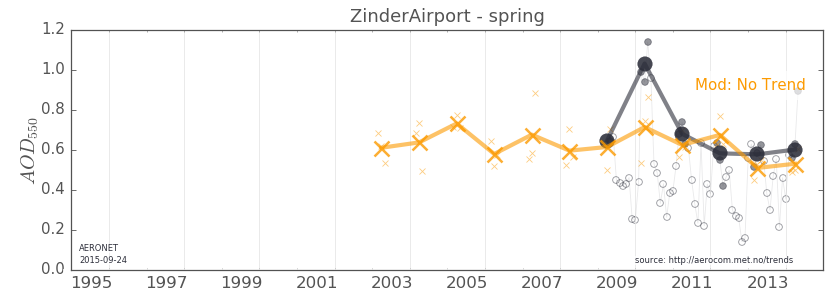 ZinderAirport - spring
1.2
1.0
0.8
0.6
0.4
0.2
0.0
AOD550
Mod: No Trend
AERONET
2015-09-24
source: http://aerocom.met.no/trends
1995 1997 1999 2001 2003 2005 2007 2009 2011 2013